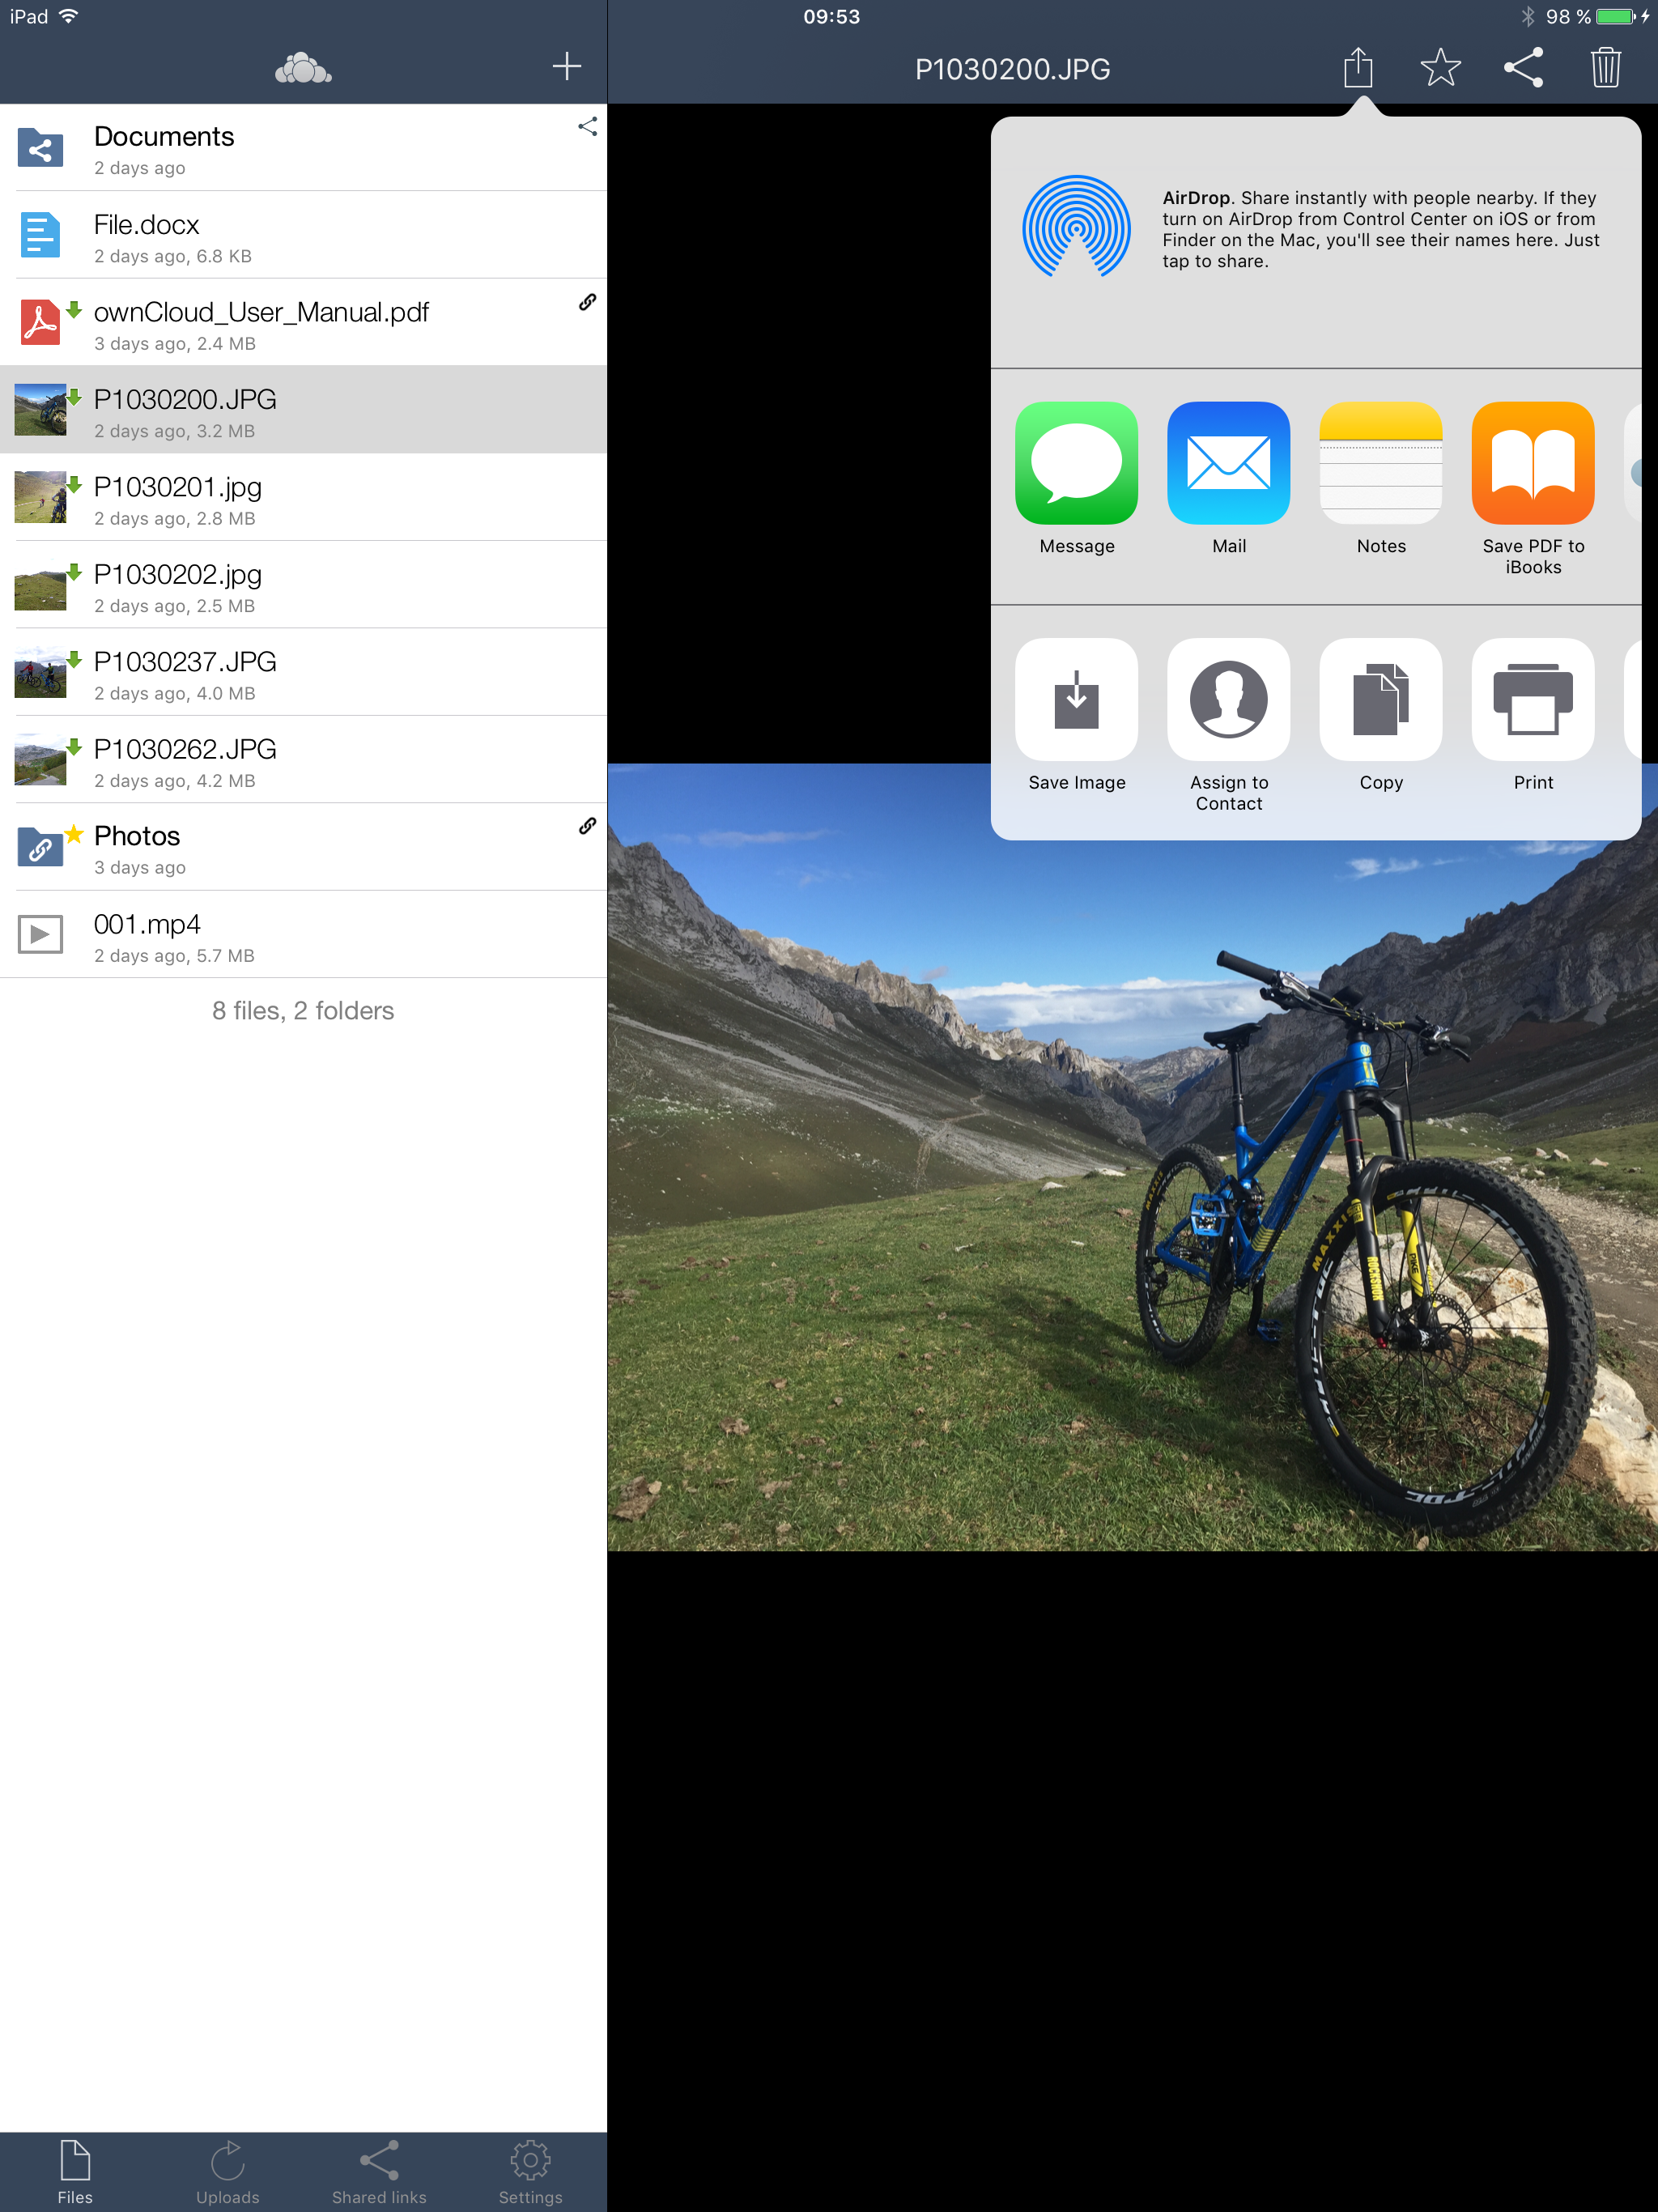 iPad
09:53
98 %
P1030200.JPG
Documents
2 days ago
File.docx
2 days ago, 6.8 KB
ownCloud_User_Manual.pdf
3 days ago, 2.4 MB
P1030200.JPG
2 days ago, 3.2 MB
P1030201.jpg
2 days ago, 2.8 MB
P1030202.jpg
2 days ago, 2.5 MB
P1030237.JPG
2 days ago, 4.0 MB
P1030262.JPG
2 days ago, 4.2 MB
Photos
3 days ago
001.mp4
2 days ago, 5.7 MB
8 files, 2 folders
AirDrop. Share instantly with people nearby. If they
turn on AirDrop from Control Center on iOS or from
Finder on the Mac, you'll see their names here. Just
tap to share.
Message
Mail
Notes
Save PDF to
iBooks
Save Image
Assign to
Contact
Copy
Print
MAXXIS
MAXXIS
ROCKSHOX
PIKE
Files
Uploads
Shared links
Settings